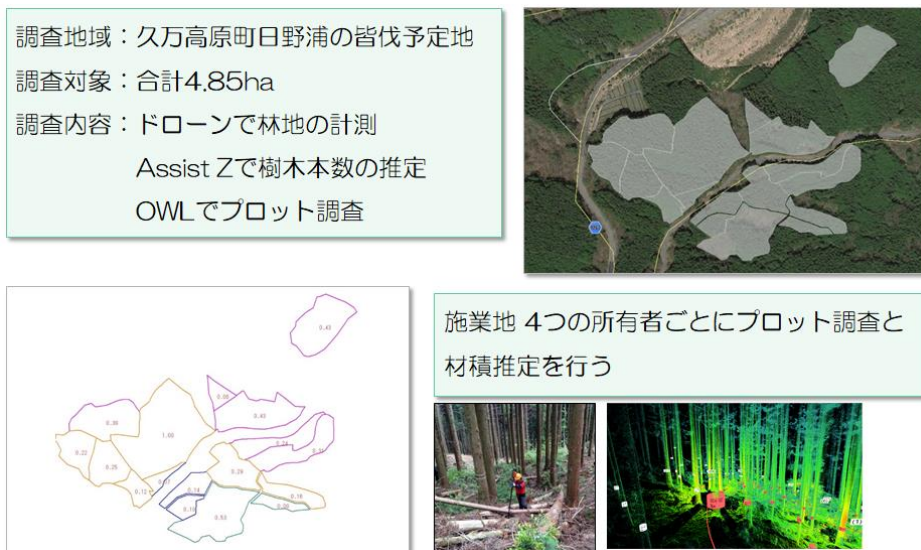 調査地域：久万高原町日野浦の皆伐予定地
調査対象：合計4.85ha
調査内容：ドローンで林地の計測
Assist Zで樹木本数の推定
OWLでプロット調査
施業地 4つの所有者ごとにプロット調査と
材積推定を行う
0.43
0.43
1.00
0.22
0.25
0.12
0.29
0.14
0.53